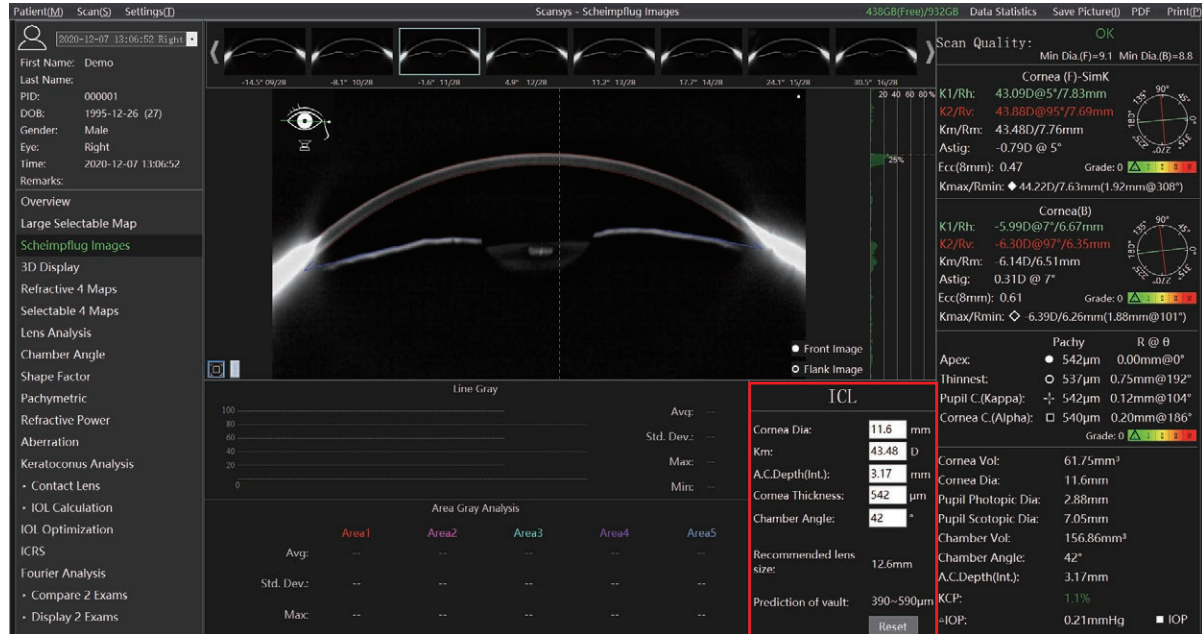 Patient(M) Scan(S) Settings(T) Scansys - Scheimpflug Images 438GB(Free)/932GB Data Statistics Save Picture(J) PDF Print(P)
2020-12-07 13:06:52 Right
First Name: Demo
Last Name:
PID: 000001
DOB: 1995-12-26 (27)
Gender: Male
Eye: Right
Time: 2020-12-07 13:06:52
Remarks:
Overview
Large Selectable Map
Scheimpflug Images
3D Display
Refractive 4 Maps
Selectable 4 Maps
Lens Analysis
Chamber Angle
Shape Factor
Pachymetric
Refractive Power
Aberration
Keratoconus Analysis
Contact Lens
IOL Calculation
IOL Optimization
ICRS
Fourier Analysis
Compare 2 Exams
Display 2 Exams
-14.5° 09/28 -8.1° 10/28 -1.6° 11/28 4.9° 12/28 11.2° 13/28 17.7° 14/28 24.1° 15/28 30.5° 16/28
20 40 60 80 %
25%
Front Image
Flank Image
Line Gray
100
80
60
40
20
0
Avg: --
Std. Dev.: --
Max: --
Min: --
Area Gray Analysis
Area1 Area2 Area3 Area4 Area5
Avg: -- -- -- -- --
Std. Dev.: -- -- -- -- --
Max: -- -- -- -- --
ICL
Cornea Dia: 11.6 mm
Km: 43.48 D
A.C.Depth(Int.): 3.17 mm
Cornea Thickness: 542 μm
Chamber Angle: 42 °
Recommended lens
size: 12.6mm
Prediction of vault: 390~590μm
Reset
Scan Quality: OK
Min Dia.(F)=9.1 Min Dia.(B)=8.8
Cornea (F)-SimK
K1/Rh: 43.09D@5°/7.83mm
K2/Rv: 43.88D@95°/7.69mm
Km/Rm: 43.48D/7.76mm
Astig: -0.79D @ 5°
90° 45° 0° 315° 270° 180° 135°
Ecc(8mm): 0.47 Grade: 0
Kmax/Rmin: 44.22D/7.63mm(1.92mm@308°)
Cornea(B)
K1/Rh: -5.99D@7°/6.67mm
K2/Rv: -6.30D@97°/6.35mm
Km/Rm: -6.14D/6.51mm
Astig: 0.31D @ 7°
90° 45° 0° 315° 270° 180° 135°
Ecc(8mm): 0.61 Grade: 0
Kmax/Rmin: -6.39D/6.26mm(1.88mm@101°)
Pachy R @ θ
Apex: 542μm 0.00mm@0°
Thinnest: 537μm 0.75mm@192°
Pupil C.(Kappa): 542μm 0.12mm@104°
Cornea C.(Alpha): 540μm 0.20mm@186°
Grade: 0
Cornea Vol: 61.75mm³
Cornea Dia: 11.6mm
Pupil Photopic Dia: 2.88mm
Pupil Scotopic Dia: 7.05mm
Chamber Vol: 156.86mm³
Chamber Angle: 42°
A.C.Depth(Int.): 3.17mm
KCP: 1.1%
△IOP: 0.21mmHg IOP